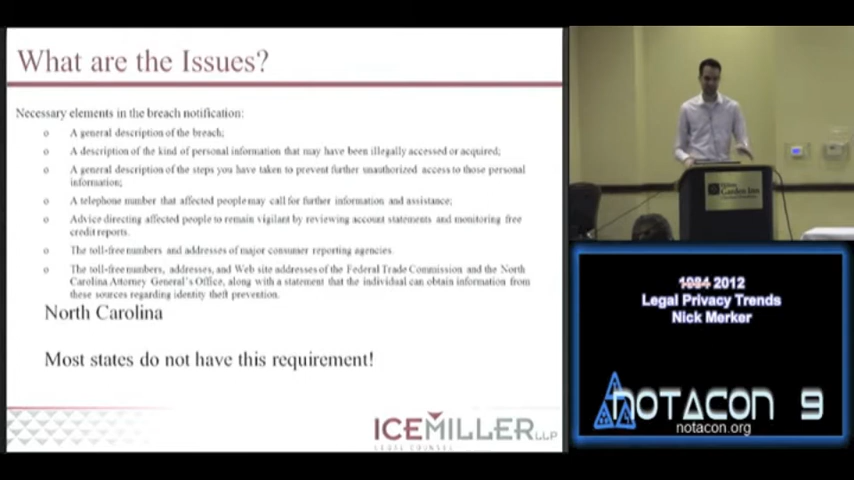 What are the Issues?
Necessary elements in the breach notification:
o A general description of the breach;
o A description of the kind of personal information that may have been illegally accessed or acquired;
o A general description of the steps you have taken to prevent further unauthorized access to those personal
information;
o A telephone number that affected people may call for further information and assistance;
o Advice directing affected people to remain vigilant by reviewing account statements and monitoring free
credit reports.
o The toll-free numbers and addresses of major consumer reporting agencies.
o The toll-free numbers, addresses, and Web site addresses of the Federal Trade Commission and the North
Carolina Attorney General's Office, along with a statement that the individual can obtain information from
these sources regarding identity theft prevention.
North Carolina
Most states do not have this requirement!
ICEMILLER LLP
LEGAL COUNSEL
Garden Inn
1984 2012
Legal Privacy Trends
Nick Merker
NOTACON 9
notacon.org